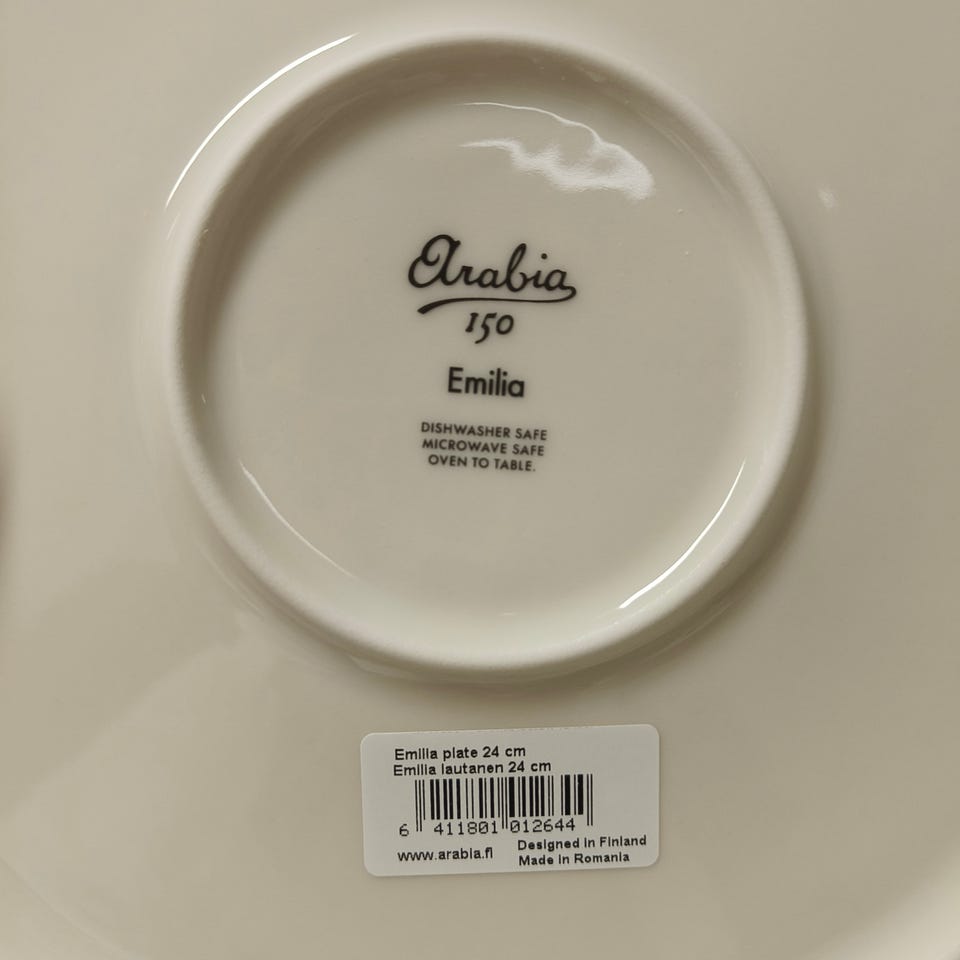 Arabia
150
Emilia
DISHWASHER SAFE
MICROWAVE SAFE
OVEN TO TABLE.
Emilia plate 24 cm
Emilia lautanen 24 cm
6 411801 012644
www.arabia.fi
Designed in Finland
Made in Romania